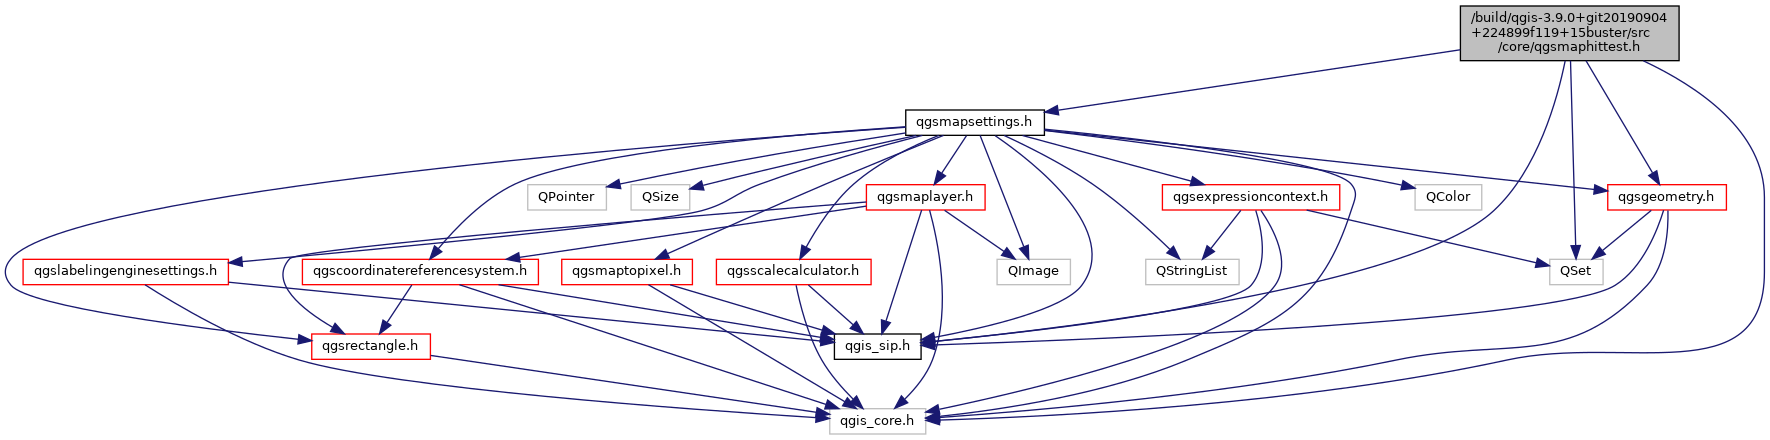 /build/qgis-3.9.0+git20190904
+224899f119+15buster/src
/core/qgsmaphittest.h
qgsmapsettings.h
QPointer
QSize
qgsmaplayer.h
qgsexpressioncontext.h
QColor
qgsgeometry.h
qgslabelingenginesettings.h
qgscoordinatereferencesystem.h
qgsmaptopixel.h
qgsscalecalculator.h
QImage
QStringList
QSet
qgsrectangle.h
qgis_sip.h
qgis_core.h